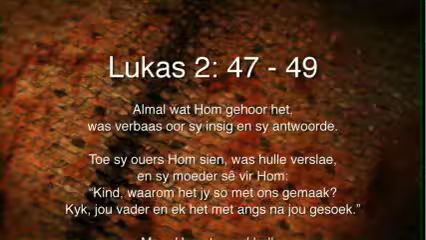 Lukas 2: 47 - 49
Almal wat Hom gehoor het,
was verbaas oor sy insig en sy antwoorde.
Toe sy ouers Hom sien, was hulle verslae,
en sy moeder sê vir Hom:
“Kind, waarom het jy so met ons gemaak?
Kyk, jou vader en ek het met angs na jou gesoek.”